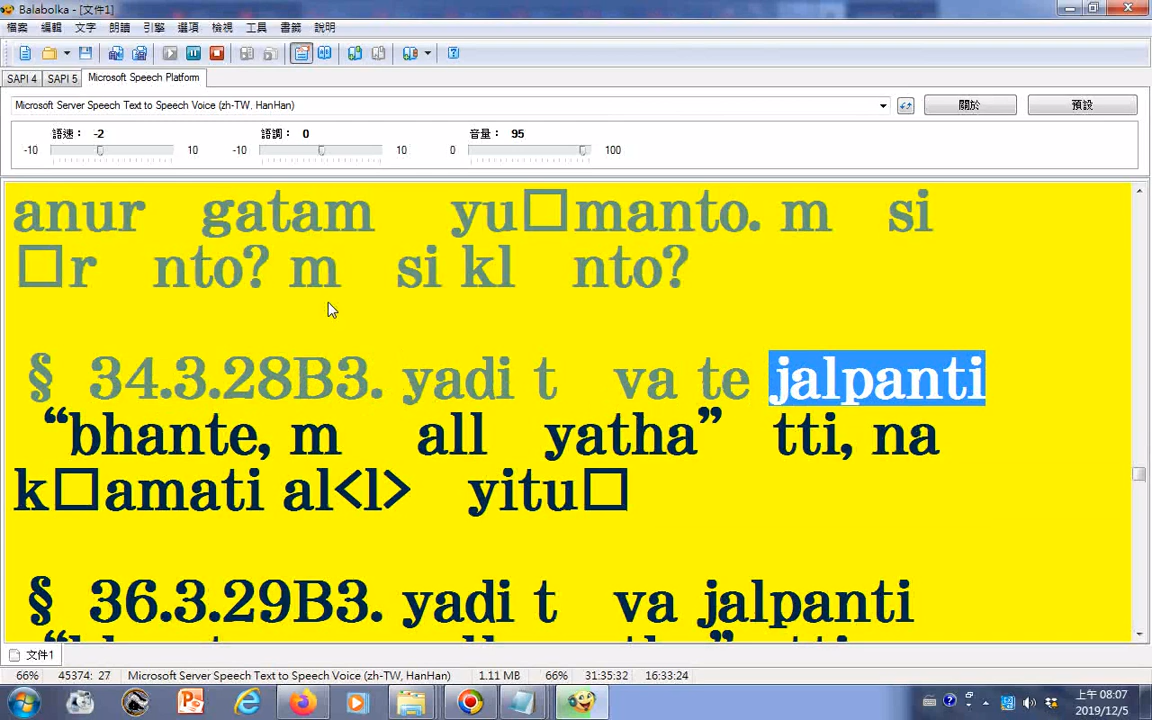 Balabolka - [文件1]
檔案 編輯 文字 朗讀 引擎 選項 檢視 工具 書籤 說明
SAPI 4 SAPI 5 Microsoft Speech Platform
Microsoft Server Speech Text to Speech Voice (zh-TW, HanHan) 關於 預設
語速： -2 語調： 0 音量： 95
-10 10 -10 10 0 100
anur gatam yu□manto. m si
□r nto? m si kl nto?
§ 34.3.28B3. yadi t va te jalpanti
“bhante, m all yatha” tti, na
k□amati al<l> yitu□
§ 36.3.29B3. yadi t va jalpanti
文件1
66% 45374: 27 Microsoft Server Speech Text to Speech Voice (zh-TW, HanHan) 1.11 MB 66% 31:35:32 16:33:24
上午 08:07
2019/12/5